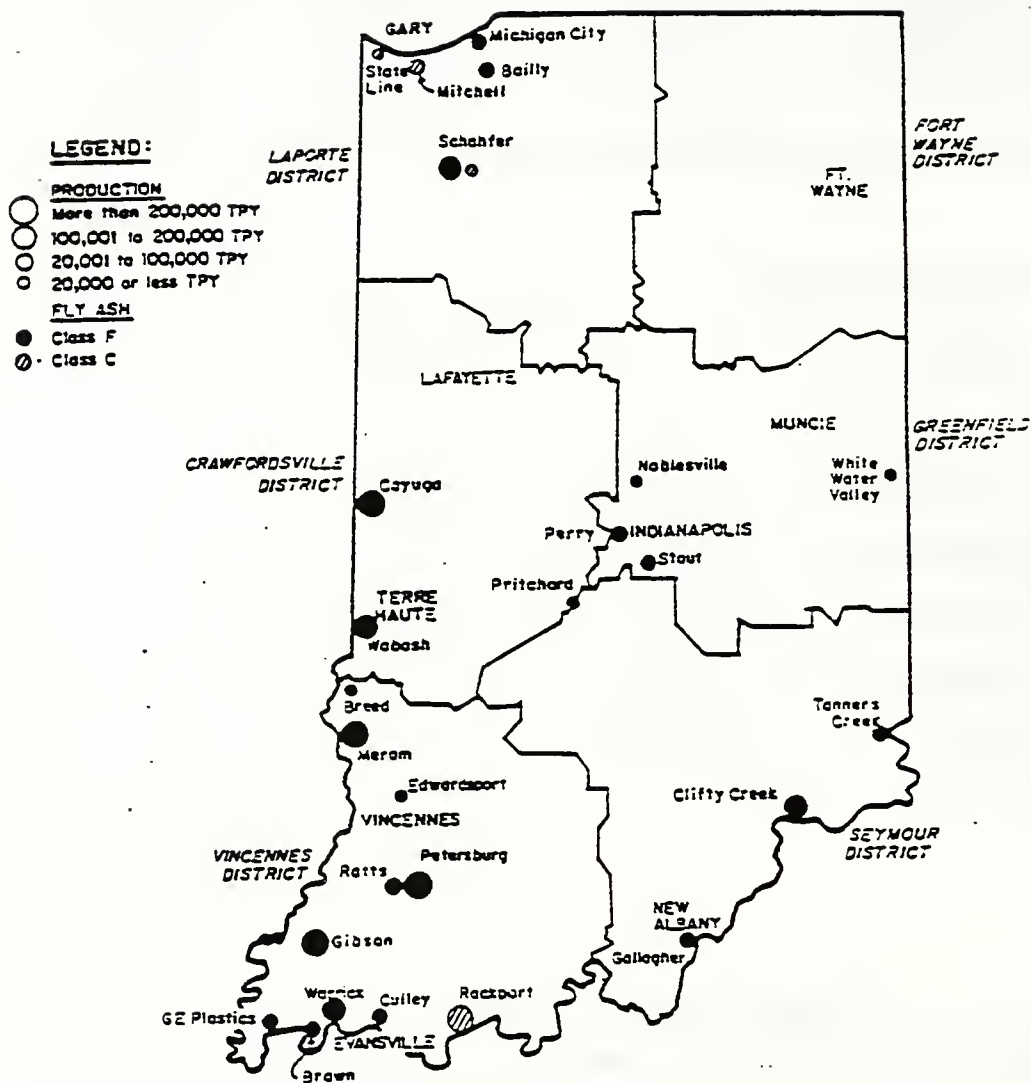 GARY
Michigan City
State
Line
Bailly
Mitchell
LEGEND:
PRODUCTION
More than 200,000 TPY
100,001 to 200,000 TPY
20,001 to 100,000 TPY
20,000 or less TPY
FLY ASH
Class F
Class C
LAPORTE
DISTRICT
Schahfer
FORT
WAYNE
DISTRICT
FT.
WAYNE
LAFAYETTE
MUNCIE
GREENFIELD
DISTRICT
CRAWFORDSVILLE
DISTRICT
Cayuga
Noblesville
White
Water
Valley
Perry
INDIANAPOLIS
Stout
Pritchard
TERRE
HAUTE
Wabash
Breed
Merom
Tanners
Creek
Edwardsport
VINCENNES
Clifty Creek
SEYMOUR
DISTRICT
VINCENNES
DISTRICT
Ratts
Petersburg
NEW
ALBANY
Gibson
Gallagher
GE Plastics
Warrick
Culley
Rockport
EVANSVILLE
Brown